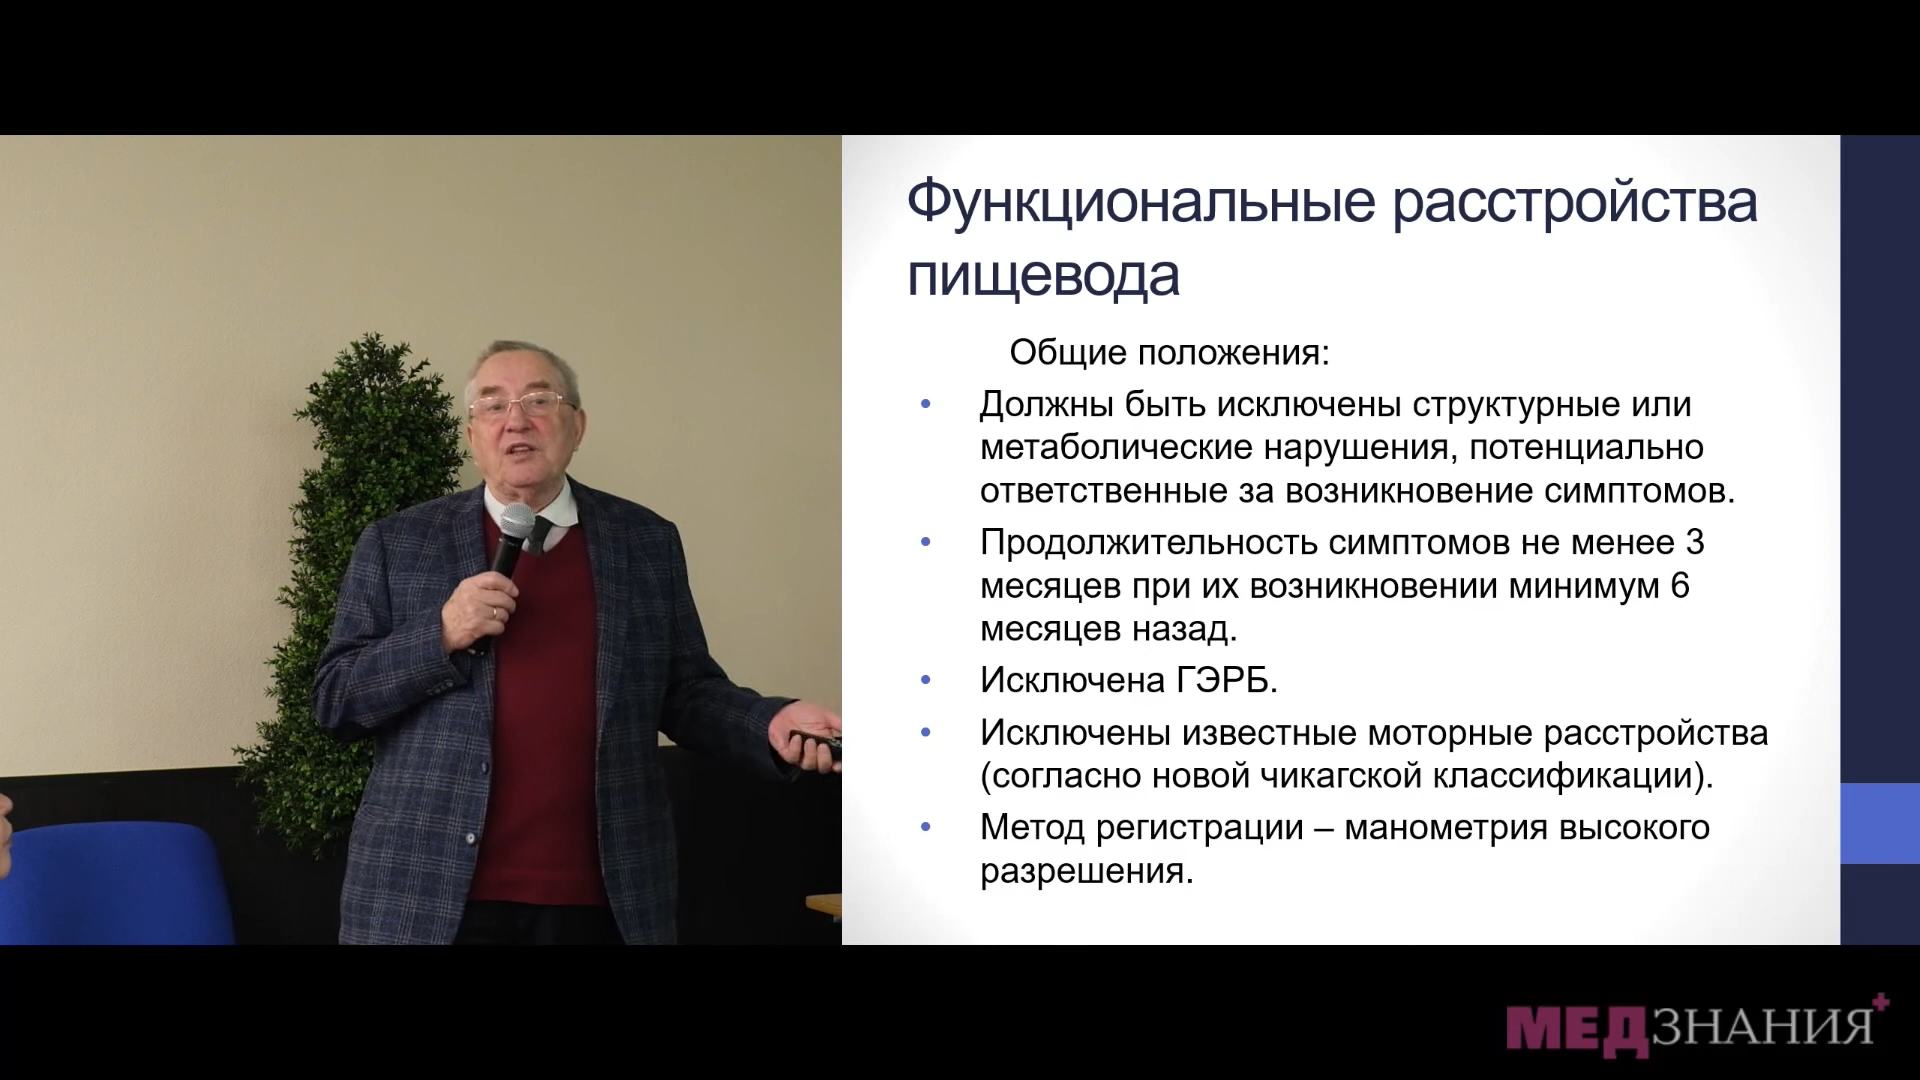 Функциональные расстройства
пищевода
Общие положения:
• Должны быть исключены структурные или
метаболические нарушения, потенциально
ответственные за возникновение симптомов.
• Продолжительность симптомов не менее 3
месяцев при их возникновении минимум 6
месяцев назад.
• Исключена ГЭРБ.
• Исключены известные моторные расстройства
(согласно новой чикагской классификации).
• Метод регистрации – манометрия высокого
разрешения.
МЕДЗНАНИЯ+